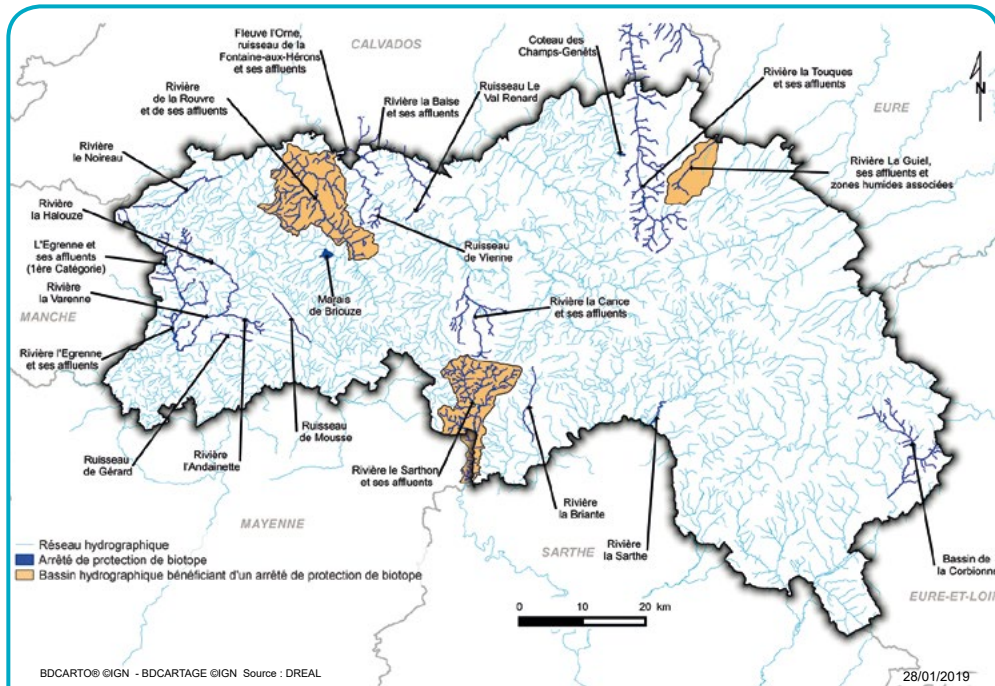 CALVADOS
Fleuve l'Orne,
ruisseau de la
Fontaine-aux-Hérons
et ses affluents
Coteau des
Champs-Genêts
Rivière la Touques
et ses affluents
Rivière
de la Rouvre
et de ses affluents
Rivière la Baise
et ses affluents
Ruisseau Le
Val Renard
EURE
N
Rivière
le Noireau
Rivière La Guiel,
ses affluents et
zones humides associées
Rivière
la Halouze
L'Egrenne et
ses affluents
(1ère Catégorie)
Ruisseau
de Vienne
Rivière
la Varenne
Marais
de Briouze
Rivière la Cance
et ses affluents
MANCHE
Rivière l'Egrenne
et ses affluents
Ruisseau
de Mousse
Ruisseau
de Gérard
Rivière
l'Andainette
Rivière le Sarthon
et ses affluents
Rivière
la Briante
MAYENNE
SARTHE
Rivière
la Sarthe
Bassin de
la Corbionne
EURE-ET-LOIR
Réseau hydrographique
Arrêté de protection de biotope
Bassin hydrographique bénéficiant d'un arrêté de protection de biotope
0 10 20 km
BDCARTO® ©IGN - BDCARTAGE ©IGN Source : DREAL
28/01/2019